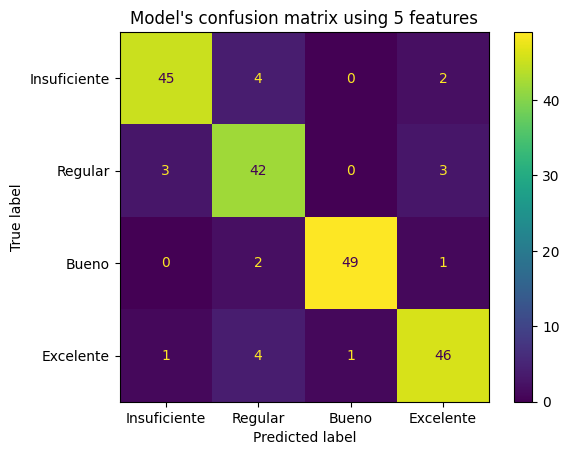 Model's confusion matrix using 5 features
True label
Insuficiente 45 4 0 2
Regular 3 42 0 3
Bueno 0 2 49 1
Excelente 1 4 1 46
Insuficiente Regular Bueno Excelente
Predicted label
40
30
20
10
0